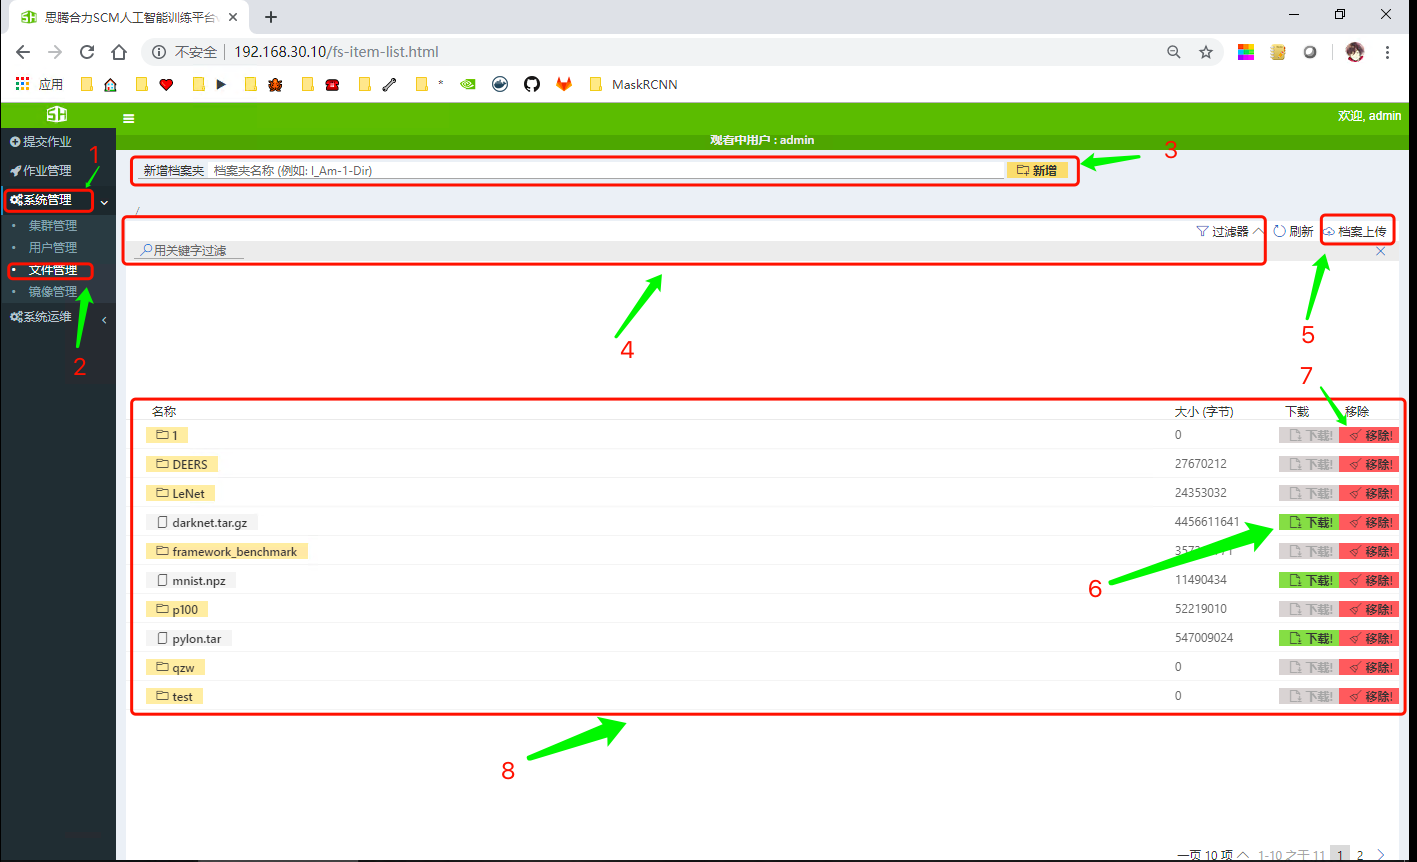 思腾合力SCM人工智能训练平台
不安全 192.168.30.10/fs-item-list.html
应用 * MaskRCNN
SH 欢迎, admin
观看中用户 : admin
提交作业
作业管理
系统管理
集群管理
用户管理
文件管理
镜像管理
系统运维
1
2
新增档案夹 档案夹名称 (例如: I_Am-1-Dir) 新增
3
/
过滤器 刷新 档案上传
用关键字过滤
4
5
7
名称 大小 (字节) 下载 移除
1 0 下载! 移除!
DEERS 27670212 下载! 移除!
LeNet 24353032 下载! 移除!
darknet.tar.gz 4456611641 下载! 移除!
framework_benchmark 下载! 移除!
6
mnist.npz 11490434 下载! 移除!
p100 52219010 下载! 移除!
pylon.tar 547009024 下载! 移除!
qzw 0 下载! 移除!
test 0 下载! 移除!
8
一页 10 项 1-10 之于 11 1 2